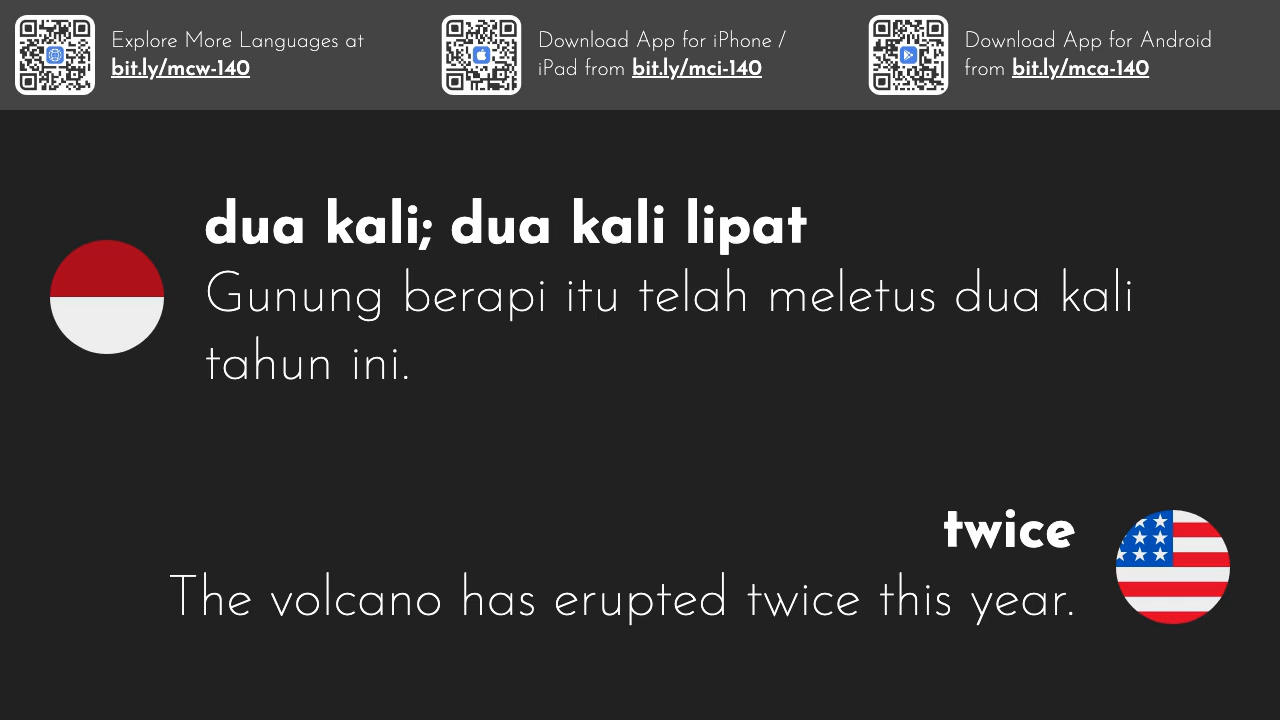 Explore More Languages at
bit.ly/mcw-140
Download App for iPhone /
iPad from bit.ly/mci-140
Download App for Android
from bit.ly/mca-140
dua kali; dua kali lipat
Gunung berapi itu telah meletus dua kali
tahun ini.
twice
The volcano has erupted twice this year.